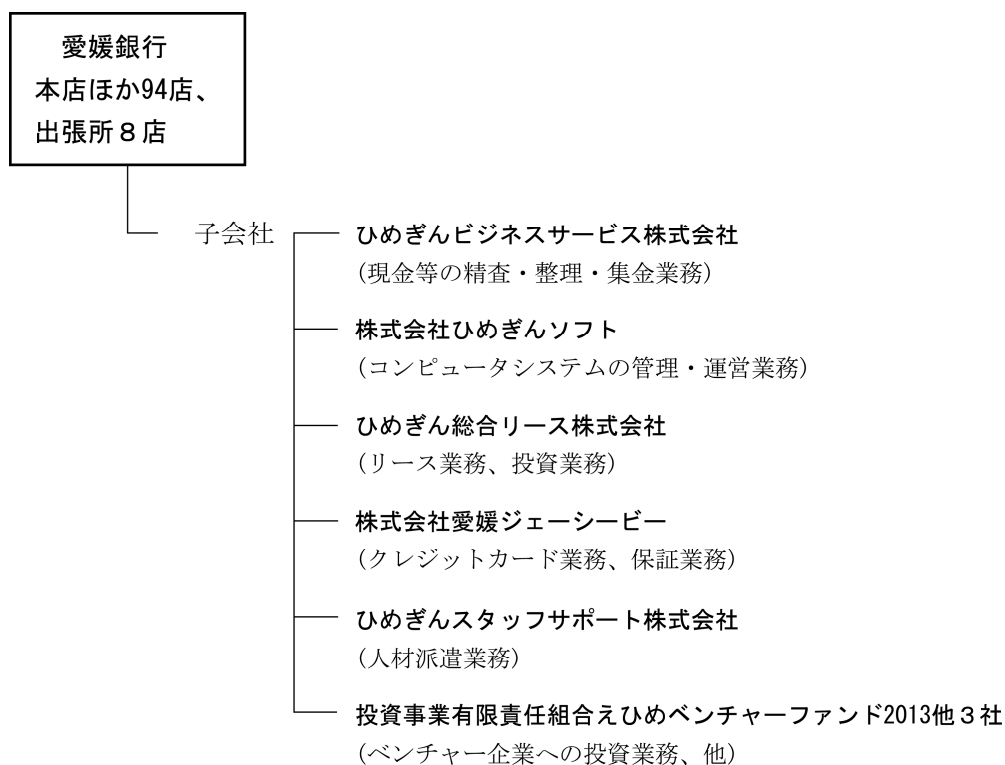 愛媛銀行
本店ほか94店、
出張所８店
子会社
ひめぎんビジネスサービス株式会社
(現金等の精査・整理・集金業務)
株式会社ひめぎんソフト
(コンピュータシステムの管理・運営業務)
ひめぎん総合リース株式会社
(リース業務、投資業務)
株式会社愛媛ジェーシービー
(クレジットカード業務、保証業務)
ひめぎんスタッフサポート株式会社
(人材派遣業務)
投資事業有限責任組合えひめベンチャーファンド2013他３社
(ベンチャー企業への投資業務、他)